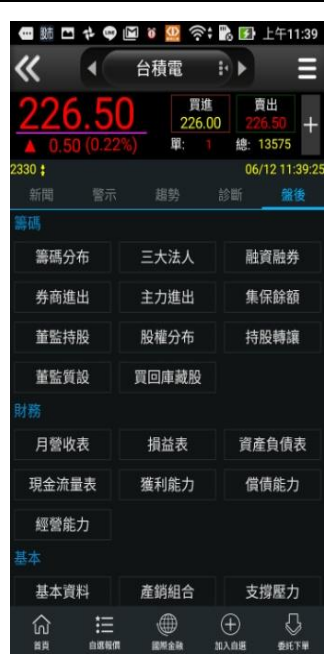 上午11:39
台積電
226.50
買進
226.00
賣出
226.50
▲ 0.50 (0.22%)
單: 1
總: 13575
2330
06/12 11:39:25
新聞 警示 趨勢 診斷 盤後
籌碼
籌碼分布 三大法人 融資融券
券商進出 主力進出 集保餘額
董監持股 股權分布 持股轉讓
董監質設 買回庫藏股
財務
月營收表 損益表 資產負債表
現金流量表 獲利能力 償債能力
經營能力
基本
基本資料 產銷組合 支撐壓力
首頁 自選報價 國際金融 加入自選 委託下單